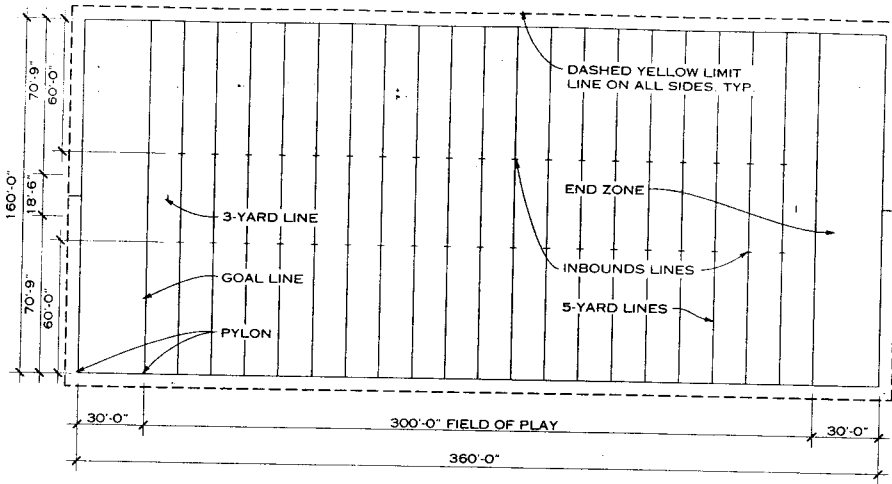 DASHED YELLOW LIMIT
LINE ON ALL SIDES, TYP.
70'-9"
60'-0"
160'-0"
18'-6"
3-YARD LINE
END ZONE
GOAL LINE
INBOUNDS LINES
70'-9"
60'-0"
5-YARD LINES
PYLON
30'-0"
300'-0" FIELD OF PLAY
30'-0"
360'-0"